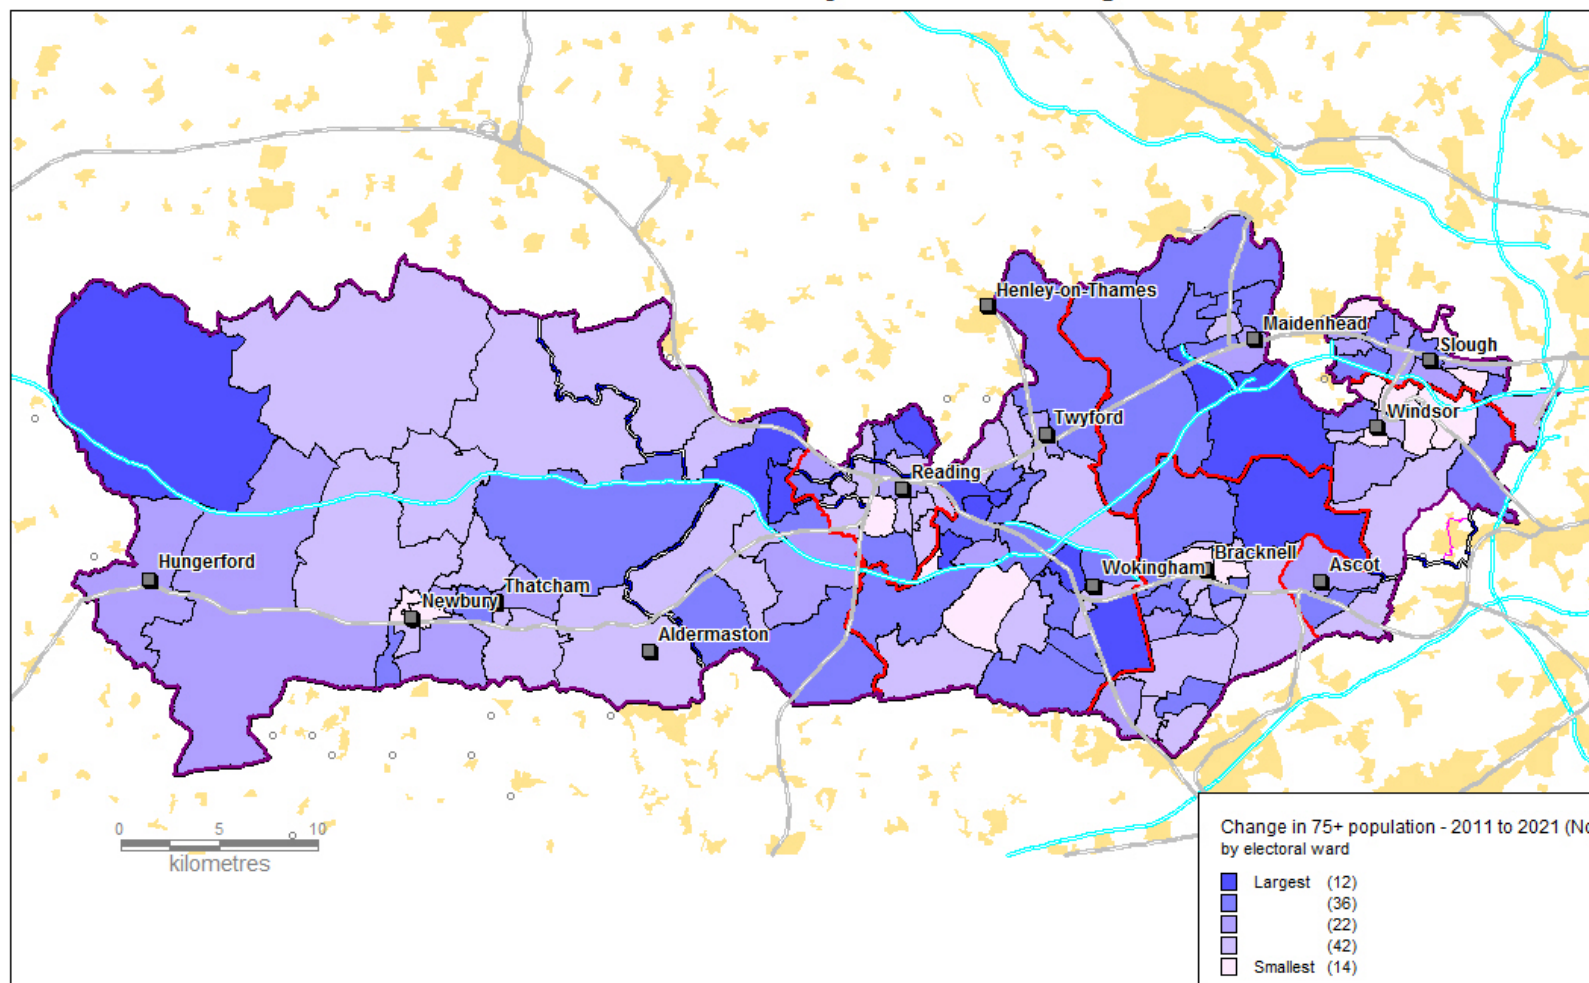 Henley-on-Thames
Maidenhead
Slough
Twyford
Windsor
Reading
Hungerford
Thatcham
Newbury
Wokingham
Bracknell
Ascot
Aldermaston
0 5 10
kilometres
Change in 75+ population - 2011 to 2021 (No
by electoral ward
Largest (12)
(36)
(22)
(42)
Smallest (14)